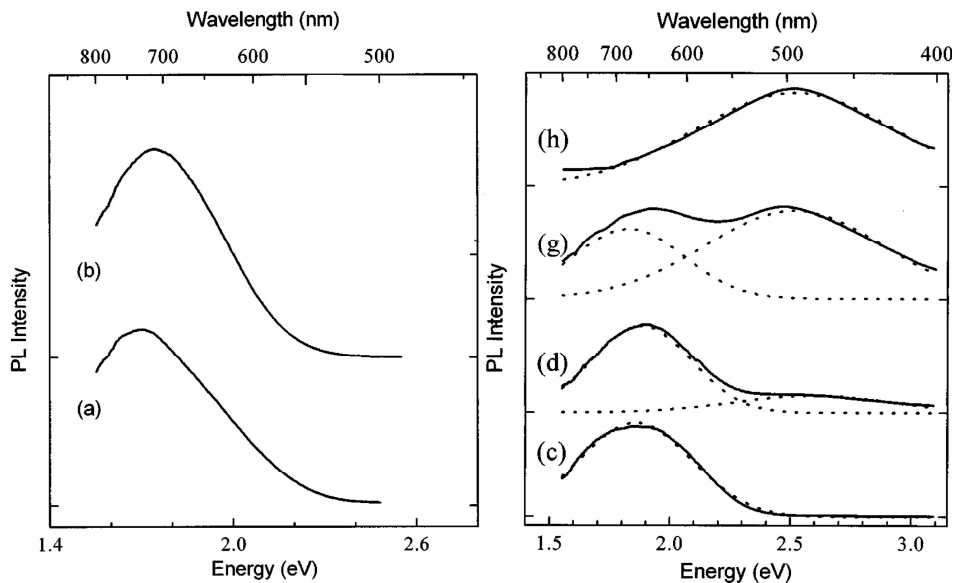 Wavelength (nm)
800 700 600 500
PL Intensity
(b)
(a)
1.4 2.0 2.6
Energy (eV)
Wavelength (nm)
800 700 600 500 400
PL Intensity
(h)
(g)
(d)
(c)
1.5 2.0 2.5 3.0
Energy (eV)